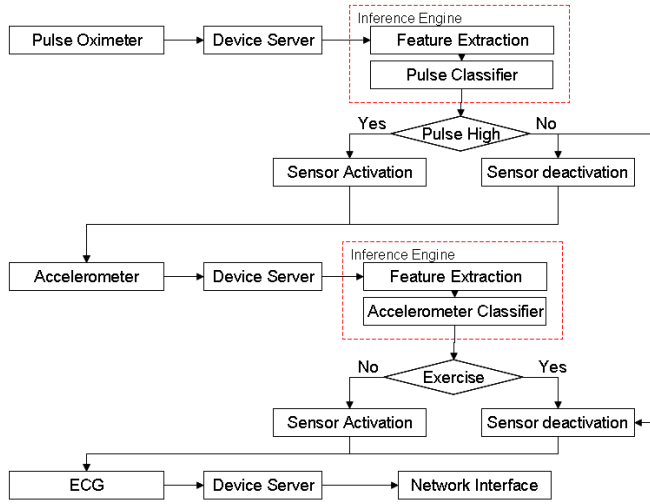 Inference Engine
Pulse Oximeter
Device Server
Feature Extraction
Pulse Classifier
Yes
Pulse High
No
Sensor Activation
Sensor deactivation
Inference Engine
Accelerometer
Device Server
Feature Extraction
Accelerometer Classifier
No
Exercise
Yes
Sensor Activation
Sensor deactivation
ECG
Device Server
Network Interface